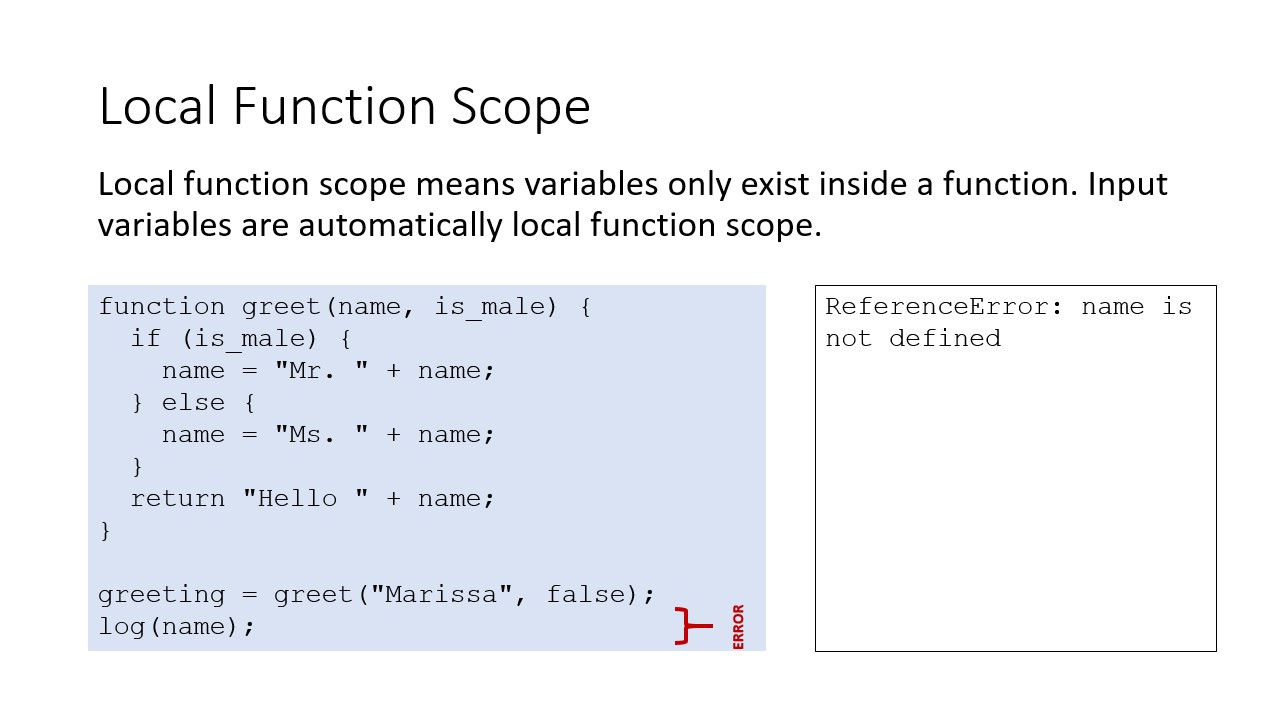 Local Function Scope
Local function scope means variables only exist inside a function. Input
variables are automatically local function scope.
function greet(name, is_male) {
  if (is_male) {
    name = "Mr. " + name;
  } else {
    name = "Ms. " + name;
  }
  return "Hello " + name;
}
greeting = greet("Marissa", false);
log(name);
ERROR
ReferenceError: name is
not defined